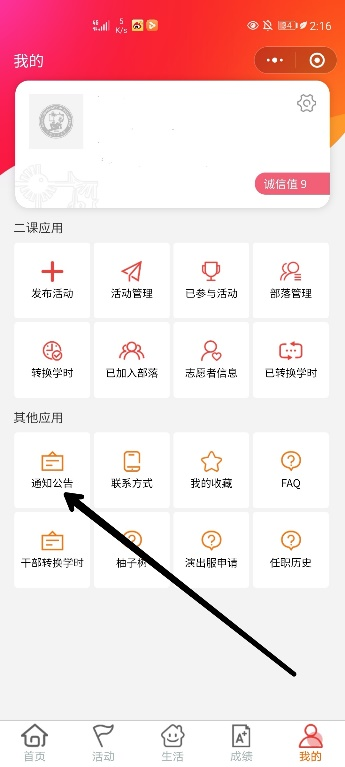 5
K/s
34
2:16
我的
诚信值 9
二课应用
发布活动
活动管理
已参与活动
部落管理
转换学时
已加入部落
志愿者信息
已转换学时
其他应用
通知公告
联系方式
我的收藏
FAQ
干部转换学时
柚子树
演出服申请
任职历史
首页
活动
生活
成绩
我的